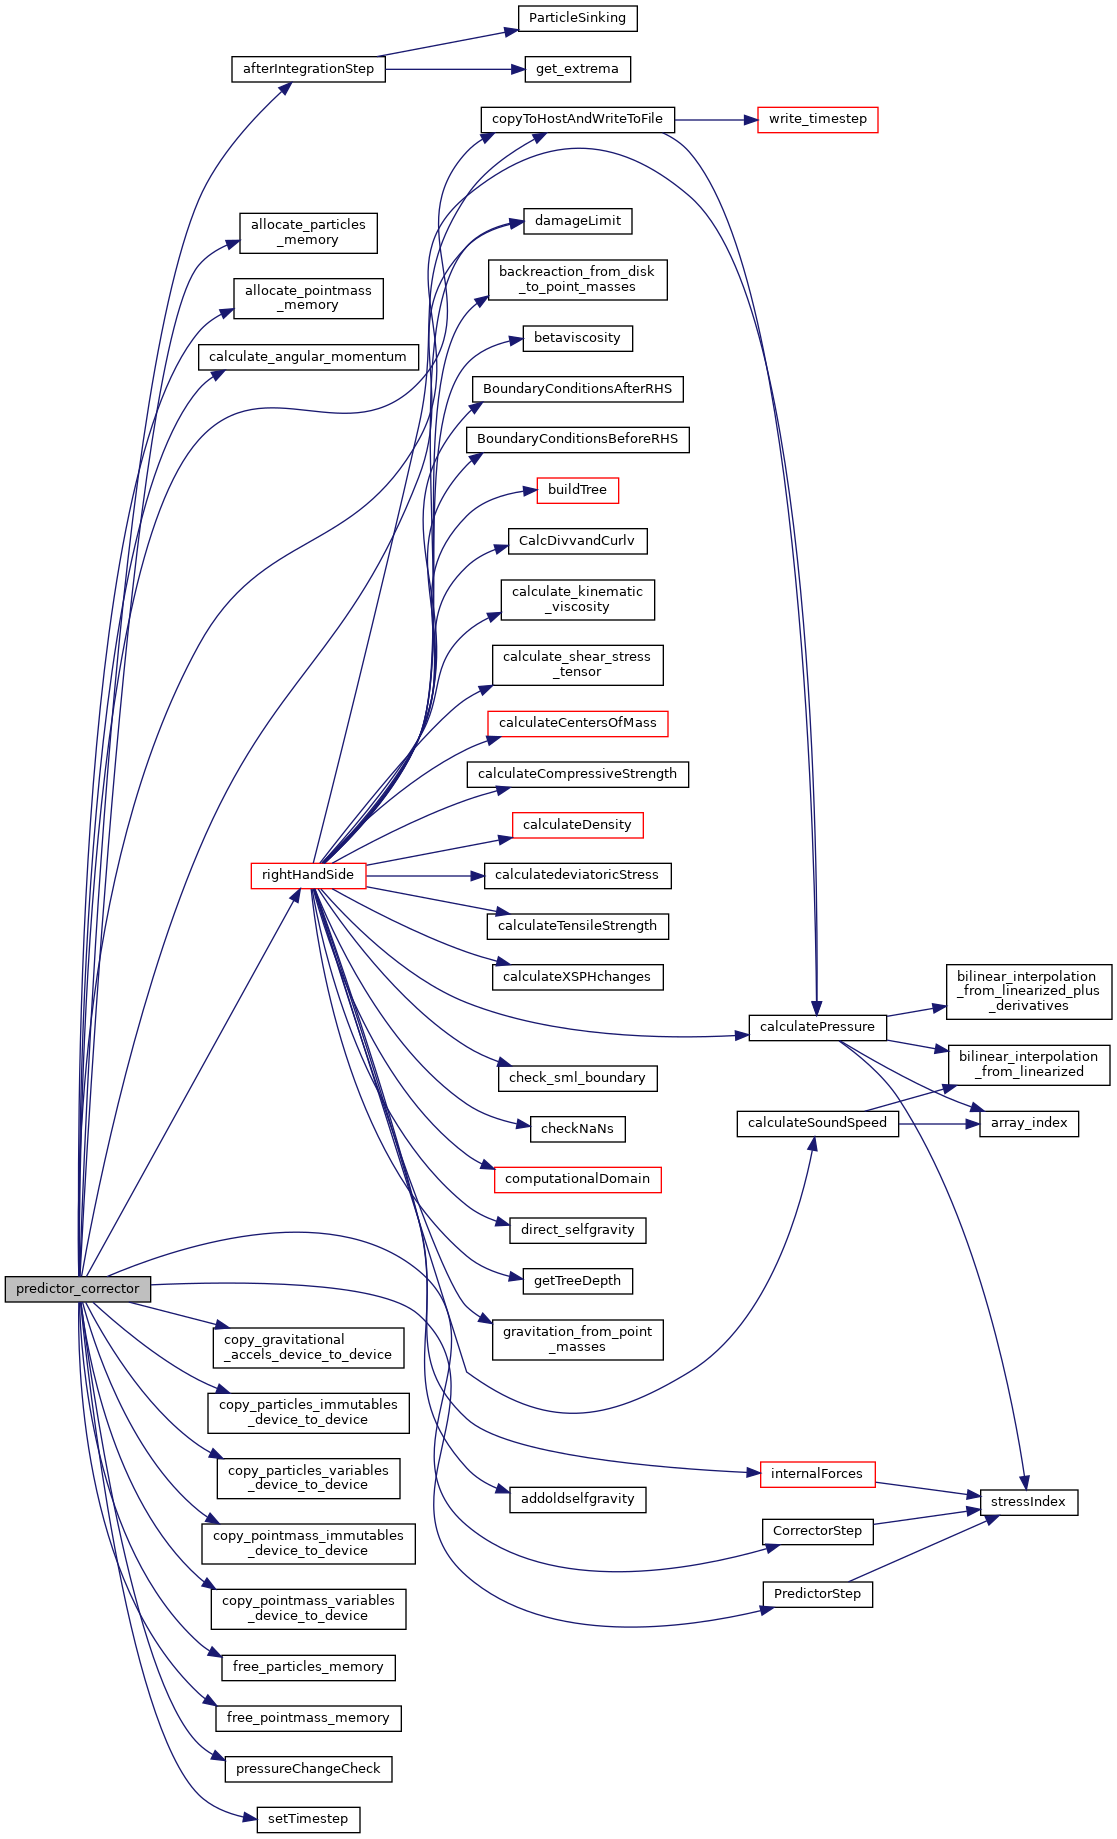 ParticleSinking
afterIntegrationStep
get_extrema
copyToHostAndWriteToFile
write_timestep
allocate_particles
_memory
damageLimit
backreaction_from_disk
_to_point_masses
allocate_pointmass
_memory
betaviscosity
calculate_angular_momentum
BoundaryConditionsAfterRHS
BoundaryConditionsBeforeRHS
buildTree
CalcDivvandCurlv
calculate_kinematic
_viscosity
calculate_shear_stress
_tensor
calculateCentersOfMass
calculateCompressiveStrength
calculateDensity
rightHandSide
calculatedeviatoricStress
calculateTensileStrength
calculateXSPHchanges
bilinear_interpolation
_from_linearized_plus
_derivatives
calculatePressure
bilinear_interpolation
_from_linearized
check_sml_boundary
calculateSoundSpeed
array_index
checkNaNs
computationalDomain
direct_selfgravity
getTreeDepth
predictor_corrector
gravitation_from_point
_masses
copy_gravitational
_accels_device_to_device
copy_particles_immutables
_device_to_device
copy_particles_variables
_device_to_device
internalForces
addoldselfgravity
stressIndex
CorrectorStep
copy_pointmass_immutables
_device_to_device
PredictorStep
copy_pointmass_variables
_device_to_device
free_particles_memory
free_pointmass_memory
pressureChangeCheck
setTimestep